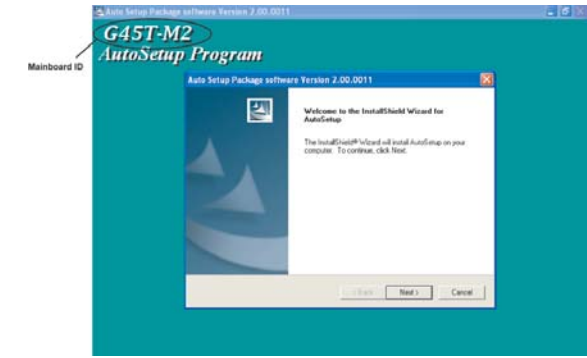 Auto Setup Package software Version 2.00.0011
G45T-M2
AutoSetup Program
Mainboard ID
Auto Setup Package software Version 2.00.0011
Welcome to the InstallShield Wizard for
AutoSetup
The InstallShield® Wizard will install AutoSetup on your
computer. To continue, click Next.
< Back
Next >
Cancel